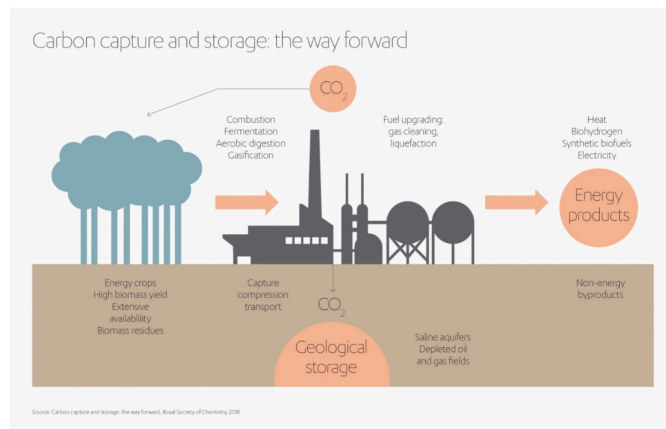 Carbon capture and storage: the way forward
CO2
Combustion
Fermentation
Aerobic digestion
Gasification
Fuel upgrading:
gas cleaning,
liquefaction
Heat
Biohydrogen
Synthetic biofuels
Electricity
Energy
products
Energy crops
High biomass yield
Extensive
availablility
Biomass residues
Capture
compression
transport
CO2
Geological
storage
Saline aquifers
Depleted oil
and gas fields
Non-energy
byproducts
Source: Carbon capture and storage: the way forward, Royal Society of Chemistry, 2018